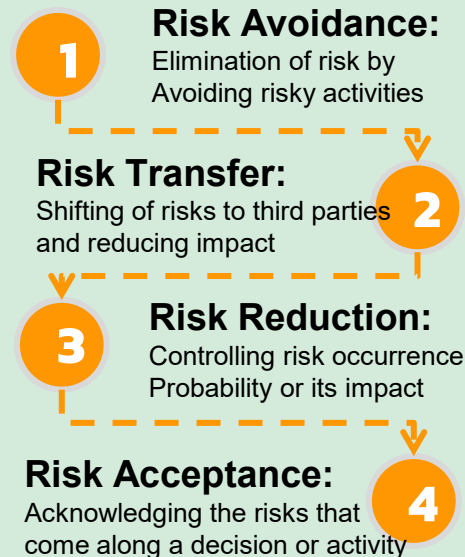 1
Risk Avoidance:
Elimination of risk by
Avoiding risky activities
Risk Transfer:
Shifting of risks to third parties
and reducing impact
2
3
Risk Reduction:
Controlling risk occurrence
Probability or its impact
Risk Acceptance:
Acknowledging the risks that
come along a decision or activity
4